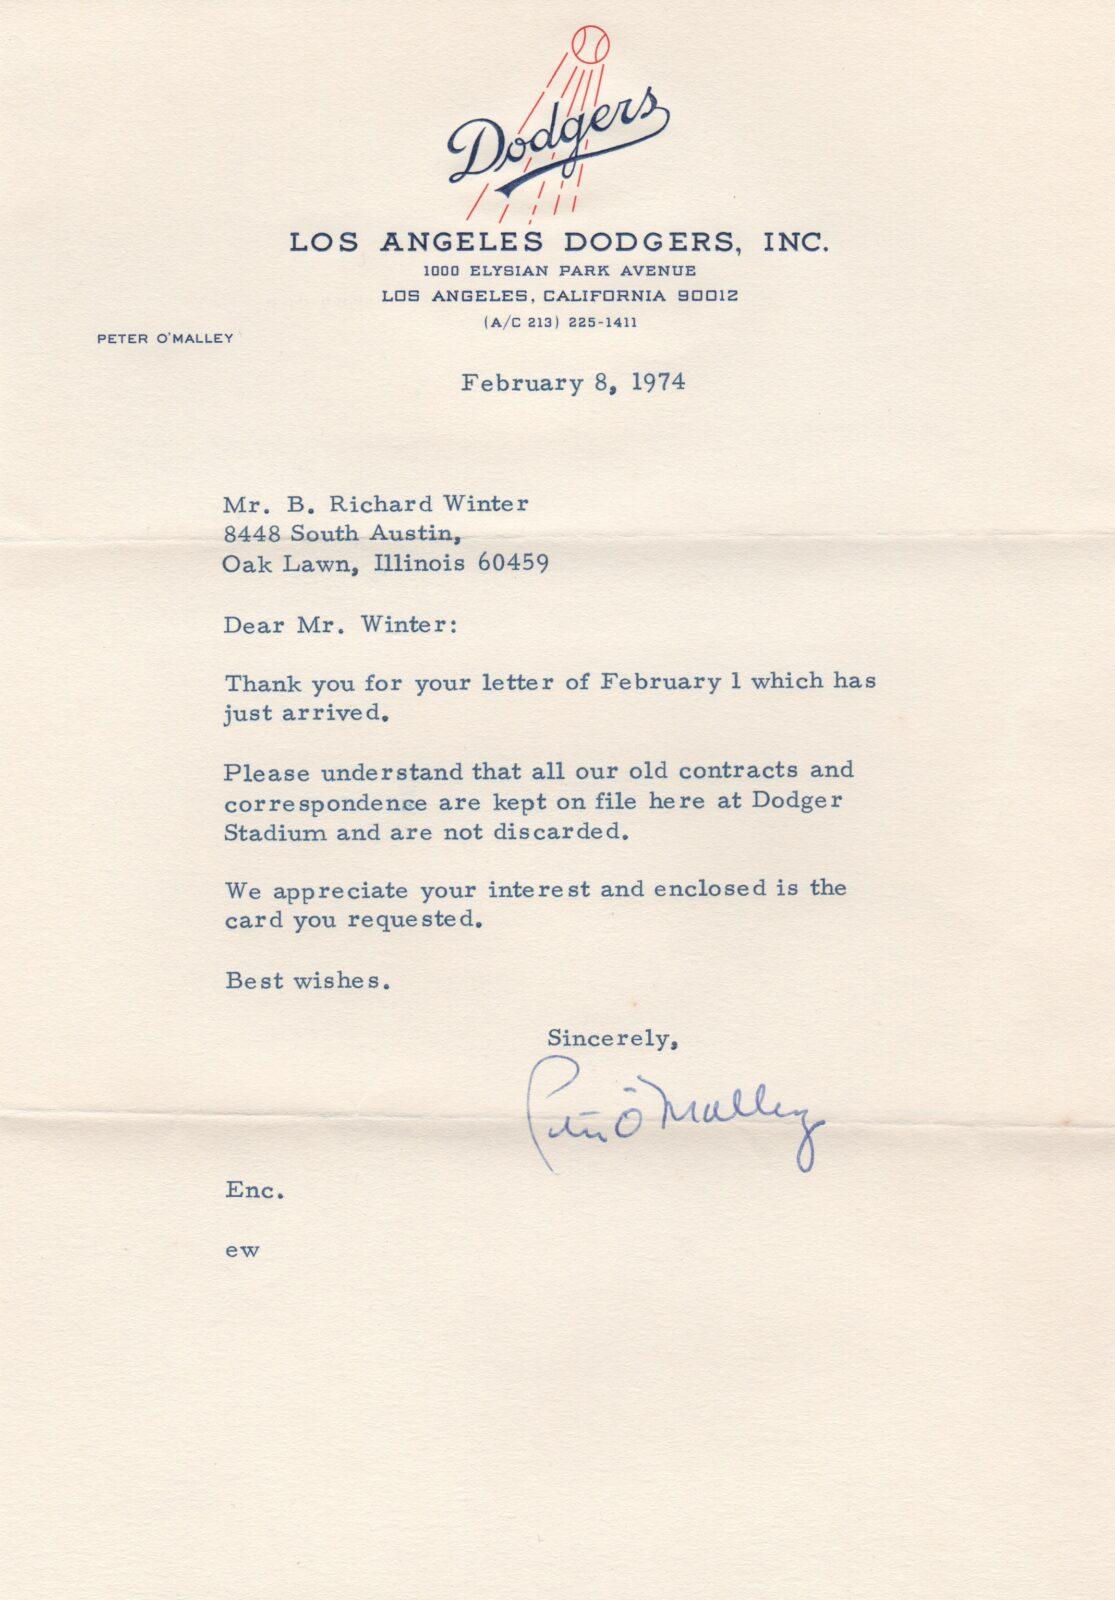 Dodgers
LOS ANGELES DODGERS, INC.
1000 ELYSIAN PARK AVENUE
LOS ANGELES, CALIFORNIA 90012
(A/C 213) 225-1411
PETER O'MALLEY
February 8, 1974
Mr. B. Richard Winter
8448 South Austin,
Oak Lawn, Illinois 60459
Dear Mr. Winter:
Thank you for your letter of February 1 which has
just arrived.
Please understand that all our old contracts and
correspondence are kept on file here at Dodger
Stadium and are not discarded.
We appreciate your interest and enclosed is the
card you requested.
Best wishes.
Sincerely,
Peter O'Malley
Enc.
ew